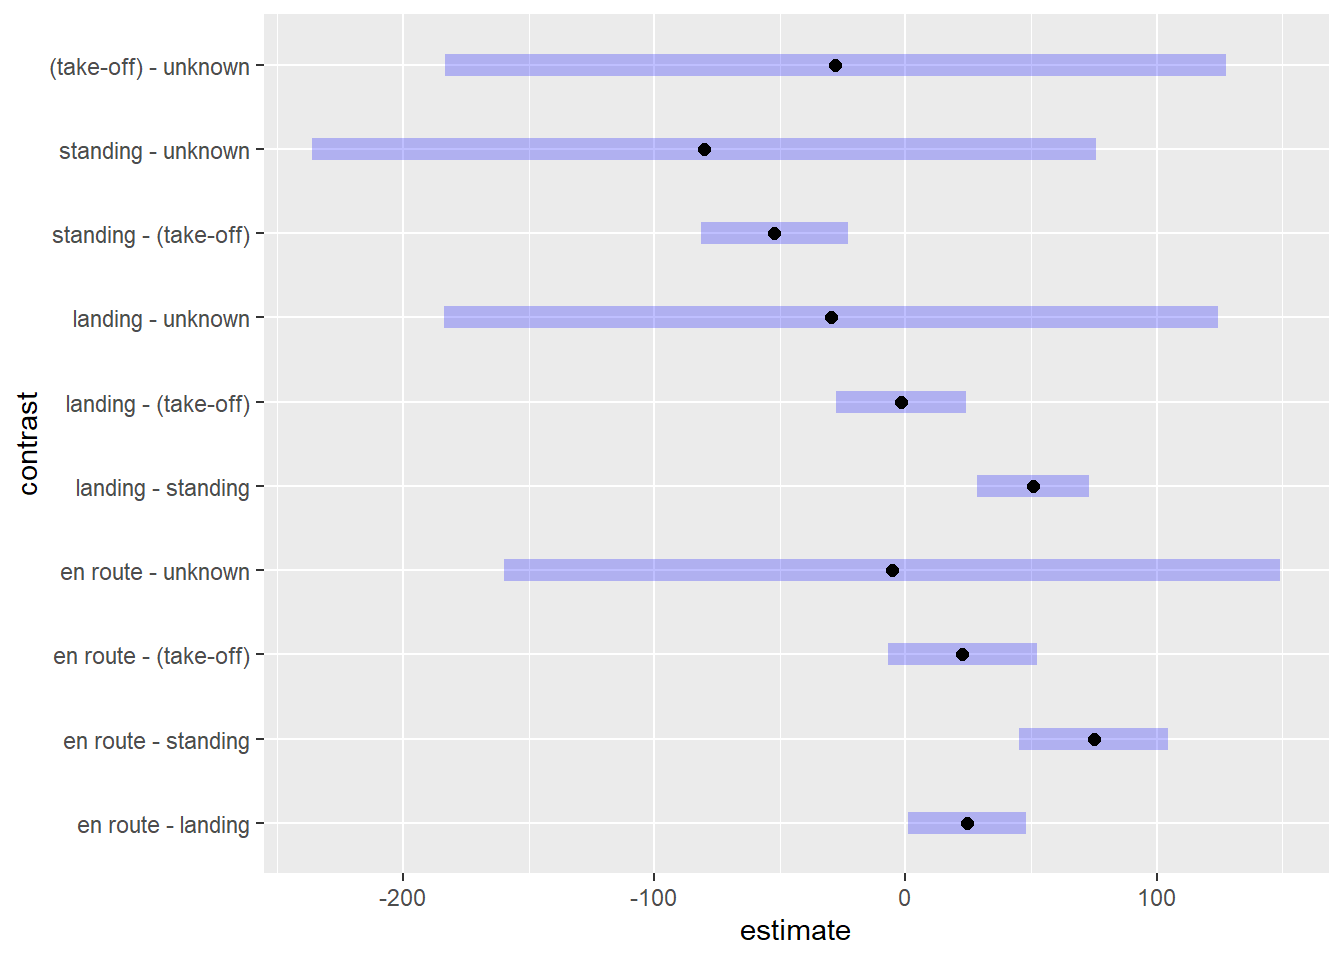 (take-off) - unknown
standing - unknown
standing - (take-off)
landing - unknown
landing - (take-off)
landing - standing
en route - unknown
en route - (take-off)
en route - standing
en route - landing
contrast
-200 -100 0 100
estimate